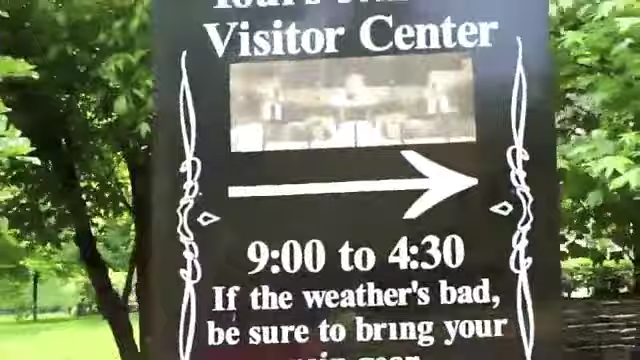 Visitor Center
9:00 to 4:30
If the weather's bad,
be sure to bring your